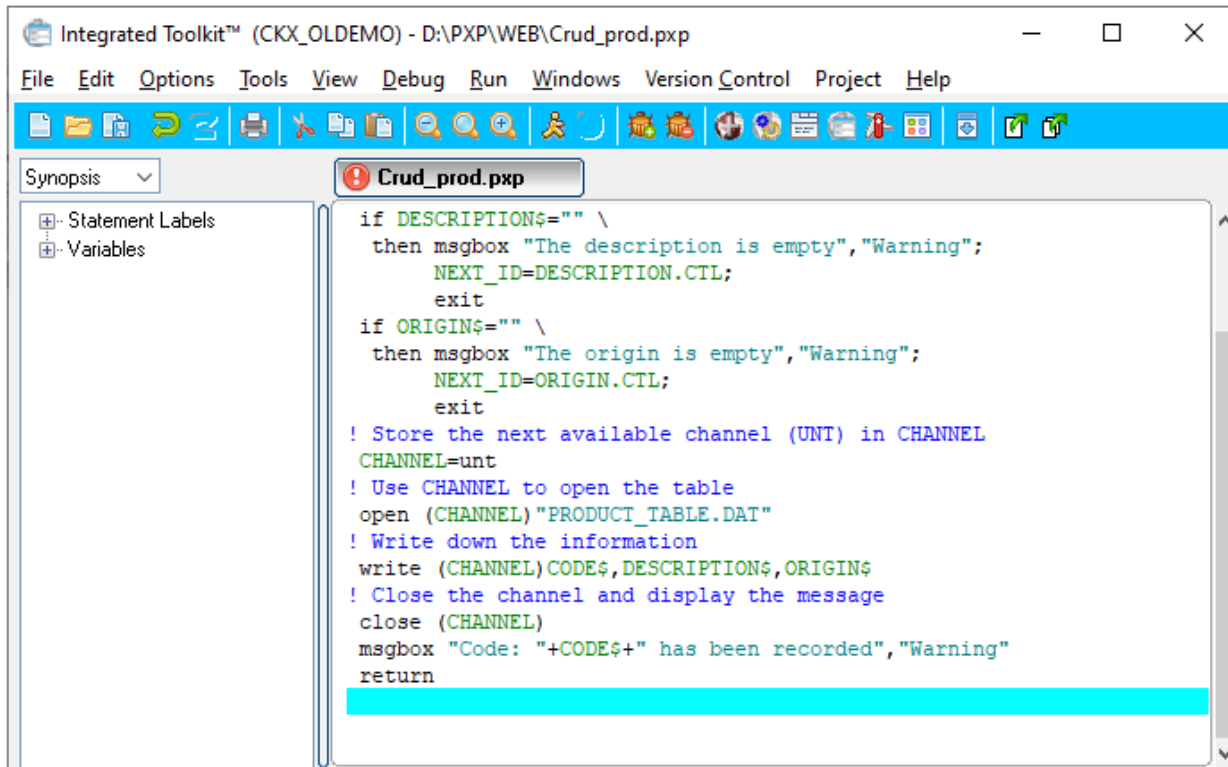 Integrated Toolkit™ (CKX_OLDEMO) - D:\PXP\WEB\Crud_prod.pxp
File Edit Options Tools View Debug Run Windows Version Control Project Help
Synopsis
Crud_prod.pxp
Statement Labels
Variables
if DESCRIPTION$="" \
then msgbox "The description is empty","Warning";
NEXT_ID=DESCRIPTION.CTL;
exit
if ORIGIN$="" \
then msgbox "The origin is empty","Warning";
NEXT_ID=ORIGIN.CTL;
exit
! Store the next available channel (UNT) in CHANNEL
CHANNEL=unt
! Use CHANNEL to open the table
open (CHANNEL)"PRODUCT_TABLE.DAT"
! Write down the information
write (CHANNEL)CODE$,DESCRIPTION$,ORIGIN$
! Close the channel and display the message
close (CHANNEL)
msgbox "Code: "+CODE$+" has been recorded","Warning"
return